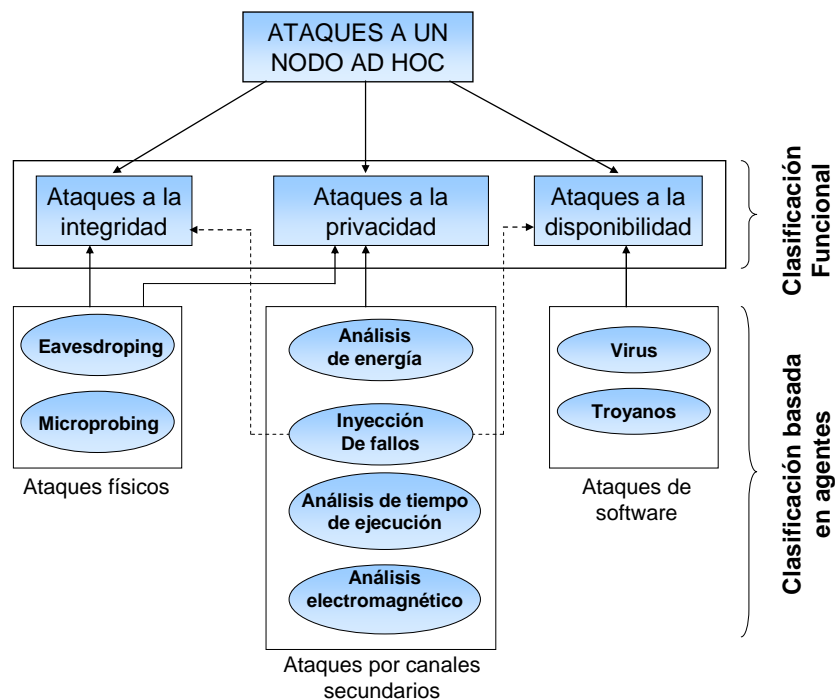 ATAQUES A UN
NODO AD HOC
Ataques a la
integridad
Ataques a la
privacidad
Ataques a la
disponibilidad
Clasificación
Funcional
Eavesdroping
Microprobing
Ataques físicos
Análisis
de energía
Inyección
De fallos
Análisis de tiempo
de ejecución
Análisis
electromagnético
Ataques por canales
secundarios
Virus
Troyanos
Ataques de
software
Clasificación basada
en agentes